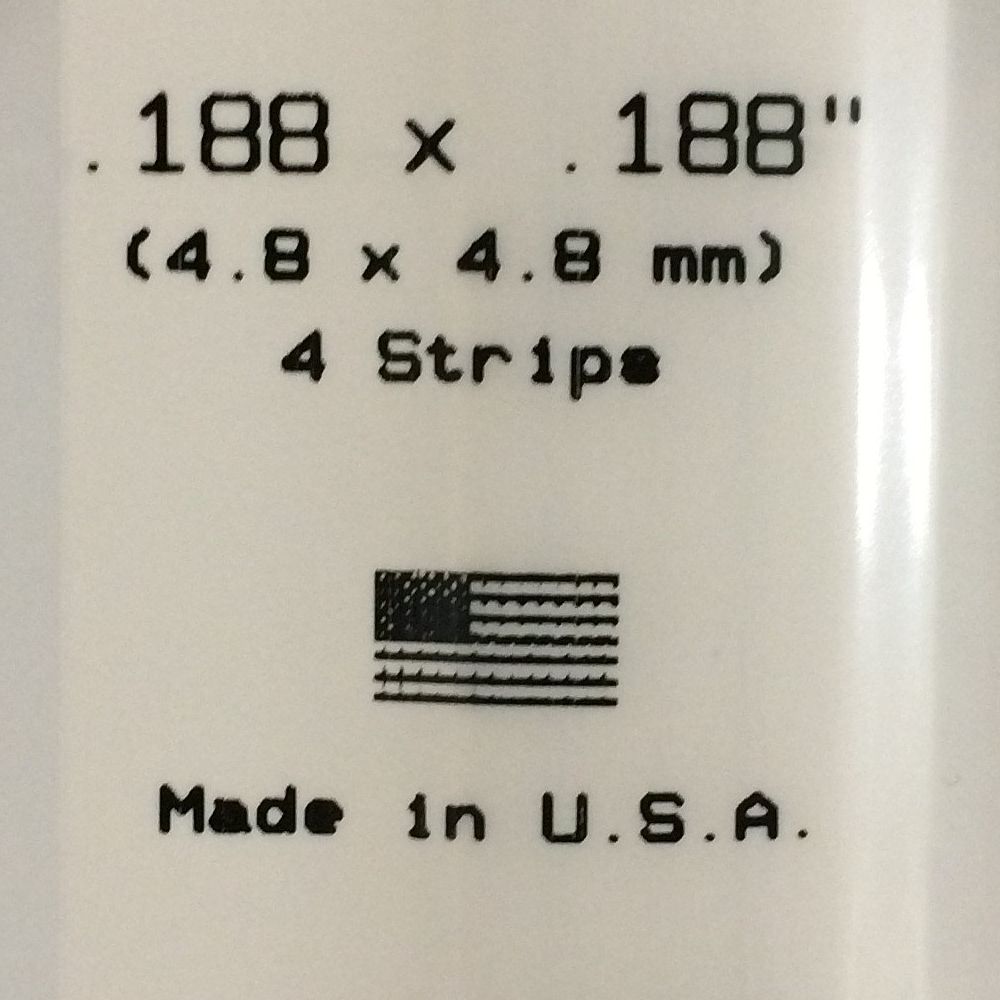 .188 x .188"
(4.8 x 4.8 mm)
4 Strips
Made in U.S.A.